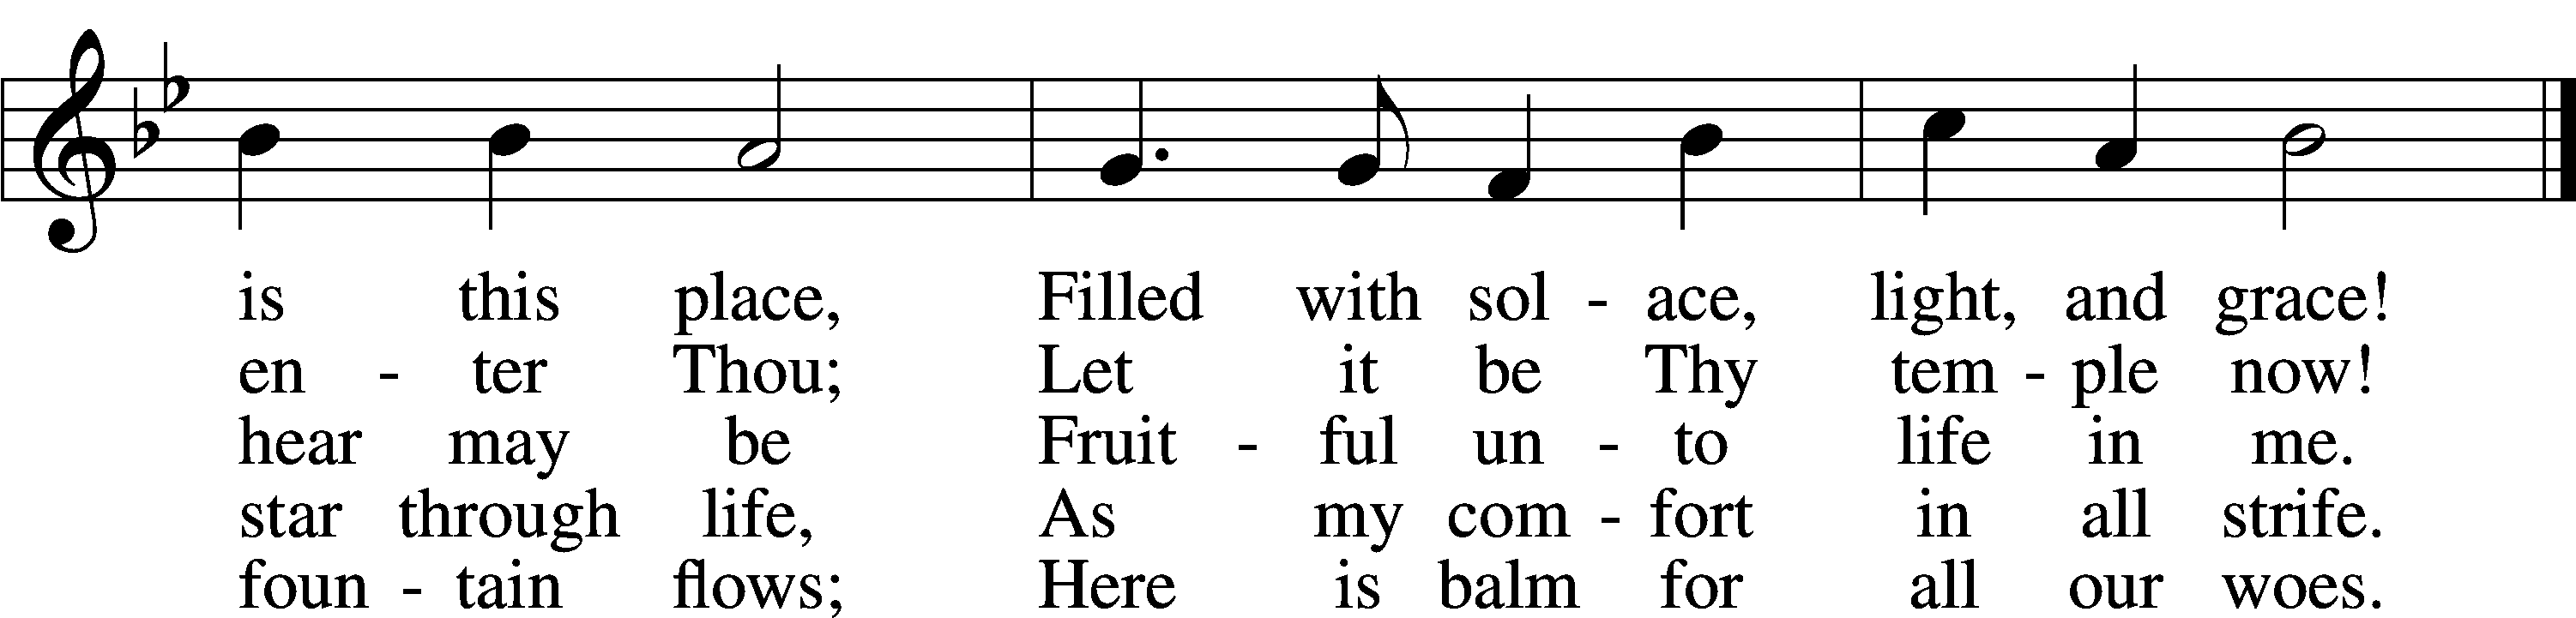 is this place, Filled with sol - ace, light, and grace!
en - ter Thou; Let it be Thy tem - ple now!
hear may be Fruit - ful un - to life in me.
star through life, As my com - fort in all strife.
foun - tain flows; Here is balm for all our woes.